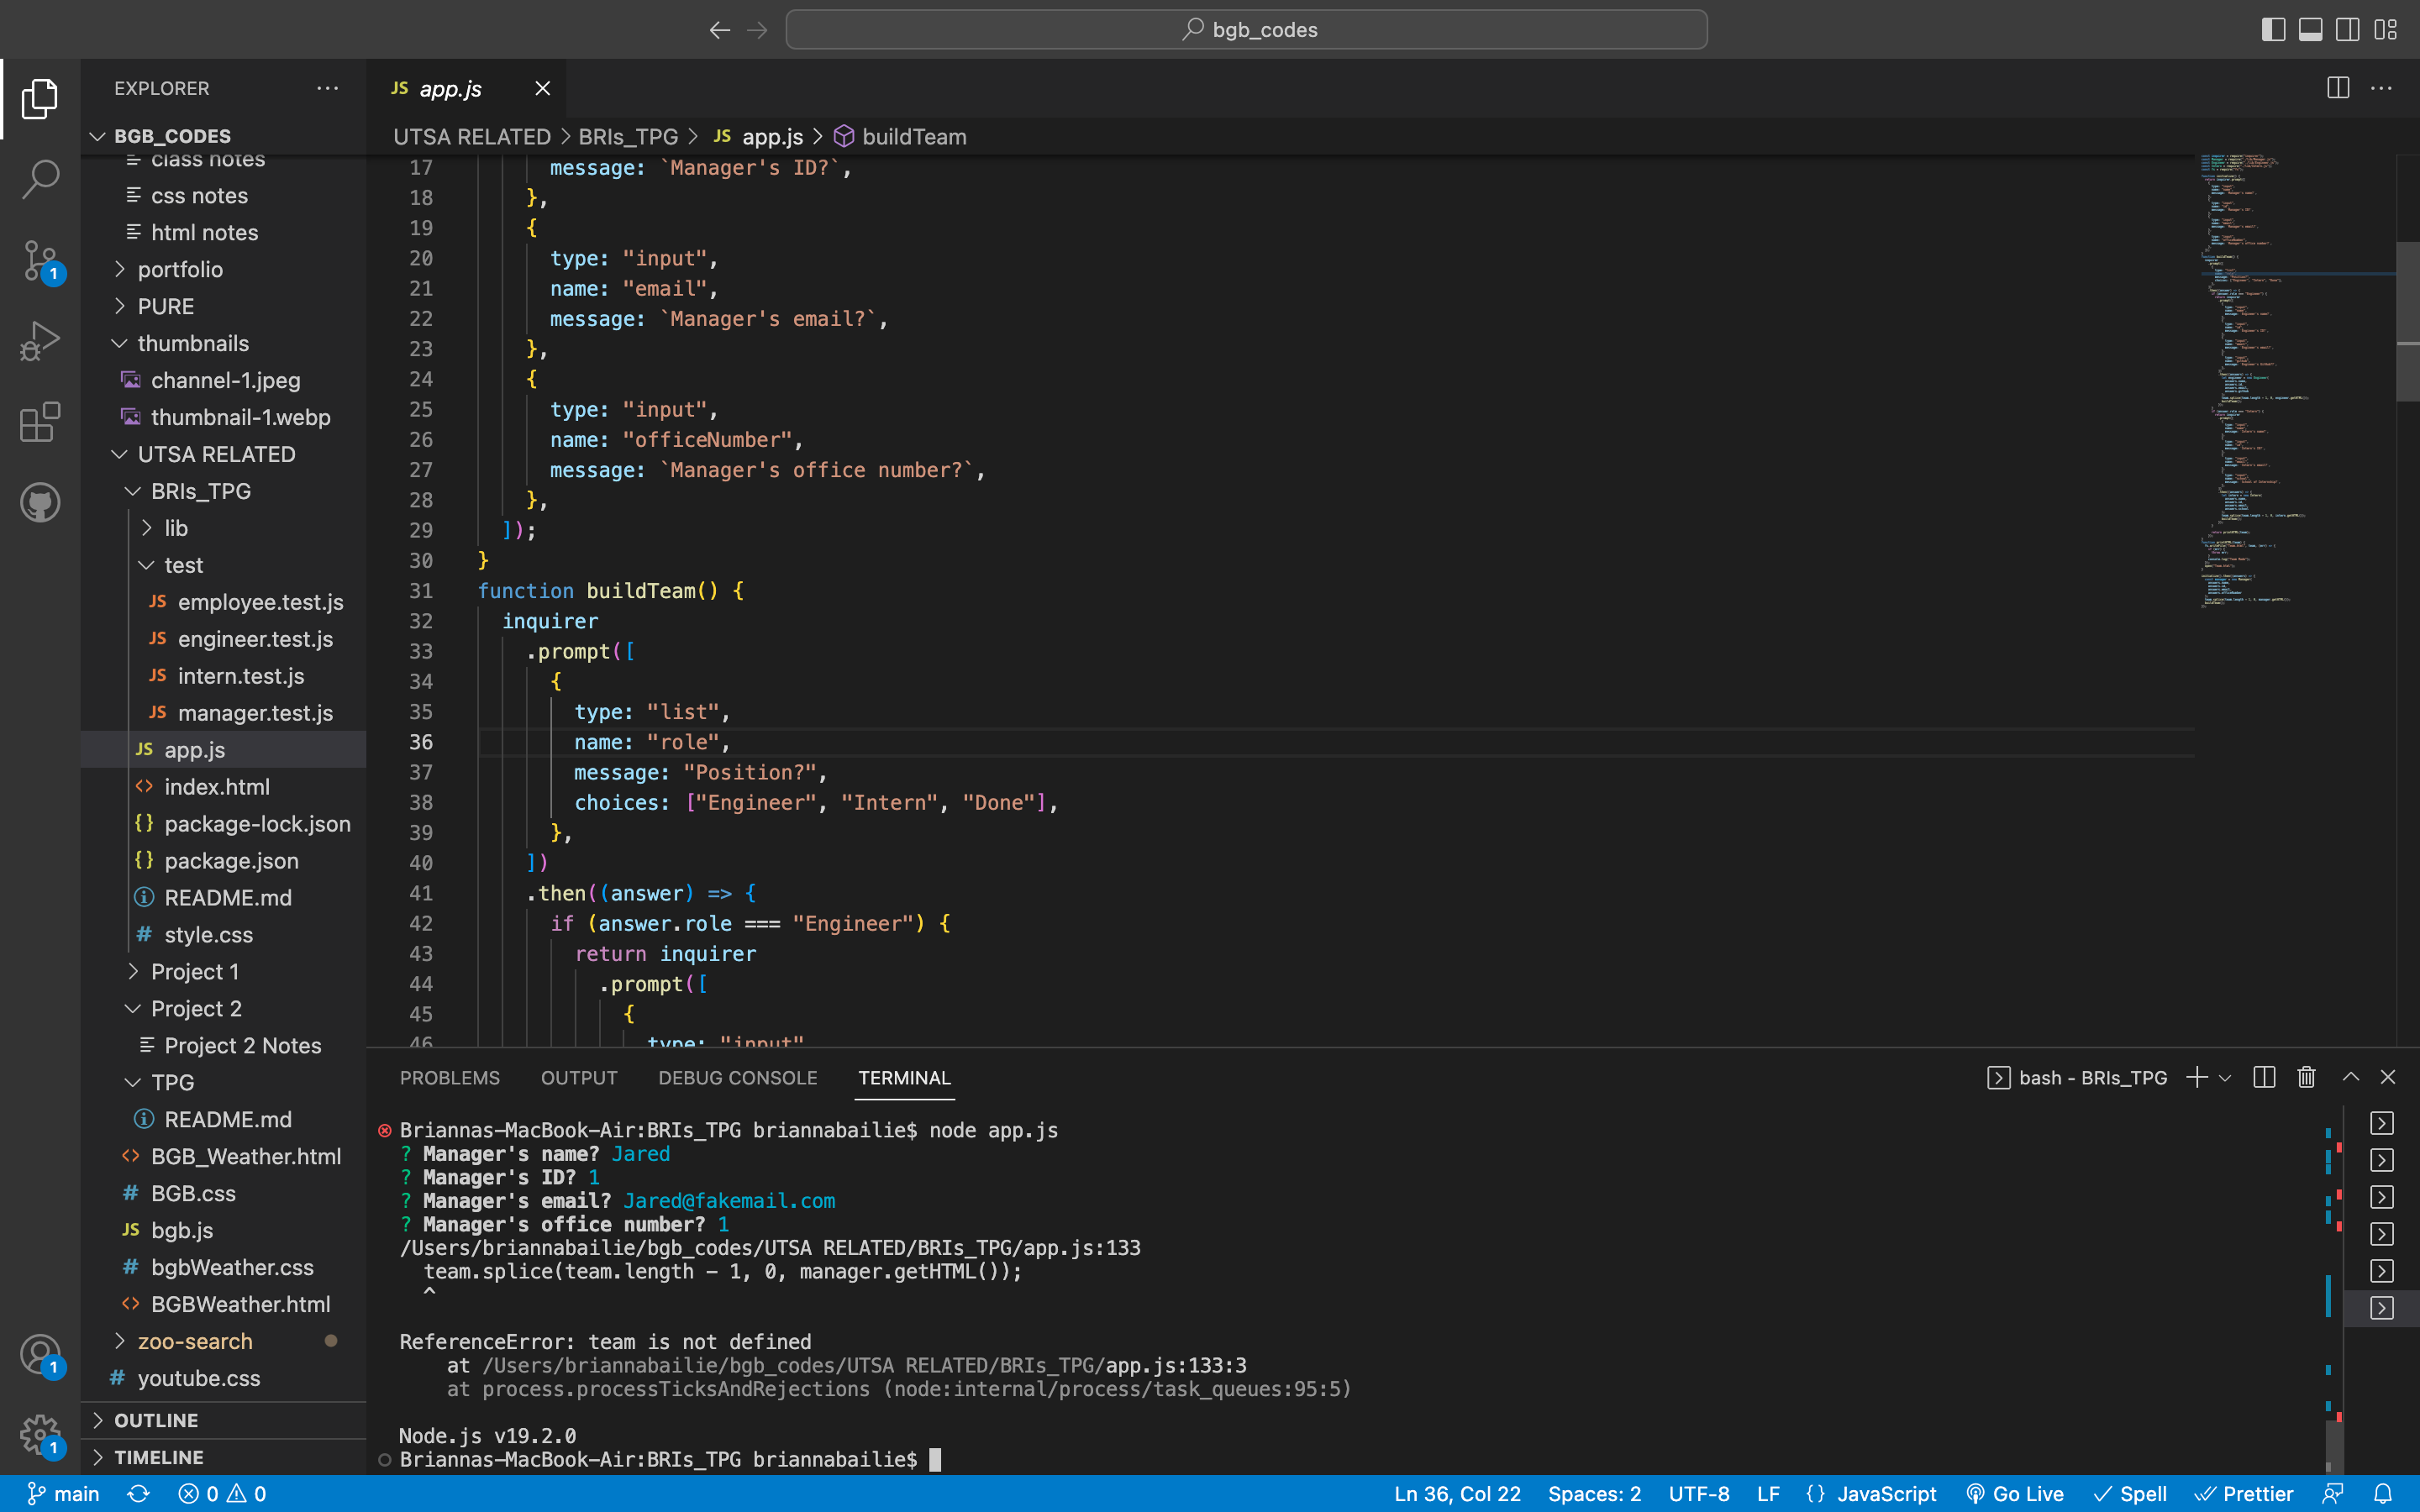 bgb_codes
EXPLORER
BGB_CODES
class notes
css notes
html notes
portfolio
PURE
thumbnails
channel-1.jpeg
thumbnail-1.webp
UTSA RELATED
BRIs_TPG
lib
test
JS employee.test.js
JS engineer.test.js
JS intern.test.js
JS manager.test.js
JS app.js
<> index.html
{} package-lock.json
{} package.json
README.md
# style.css
Project 1
Project 2
Project 2 Notes
TPG
README.md
<> BGB_Weather.html
# BGB.css
JS bgb.js
# bgbWeather.css
<> BGBWeather.html
zoo-search
# youtube.css
OUTLINE
TIMELINE
1
1
1
JS app.js
UTSA RELATED > BRIs_TPG > JS app.js > buildTeam
17 message: `Manager's ID?`,
18 },
19 {
20 type: "input",
21 name: "email",
22 message: `Manager's email?`,
23 },
24 {
25 type: "input",
26 name: "officeNumber",
27 message: `Manager's office number?`,
28 },
29 ]);
30 }
31 function buildTeam() {
32 inquirer
33 .prompt([
34 {
35 type: "list",
36 name: "role",
37 message: "Position?",
38 choices: ["Engineer", "Intern", "Done"],
39 },
40 ])
41 .then((answer) => {
42 if (answer.role === "Engineer") {
43 return inquirer
44 .prompt([
45 {
46 type: "input"
PROBLEMS OUTPUT DEBUG CONSOLE TERMINAL
bash - BRIs_TPG
Briannas-MacBook-Air:BRIs_TPG briannabailie$ node app.js
? Manager's name? Jared
? Manager's ID? 1
? Manager's email? Jared@fakemail.com
? Manager's office number? 1
/Users/briannabailie/bgb_codes/UTSA RELATED/BRIs_TPG/app.js:133
team.splice(team.length - 1, 0, manager.getHTML());
^
ReferenceError: team is not defined
at /Users/briannabailie/bgb_codes/UTSA RELATED/BRIs_TPG/app.js:133:3
at process.processTicksAndRejections (node:internal/process/task_queues:95:5)
Node.js v19.2.0
Briannas-MacBook-Air:BRIs_TPG briannabailie$
main 0 0 Ln 36, Col 22 Spaces: 2 UTF-8 LF {} JavaScript Go Live Spell Prettier